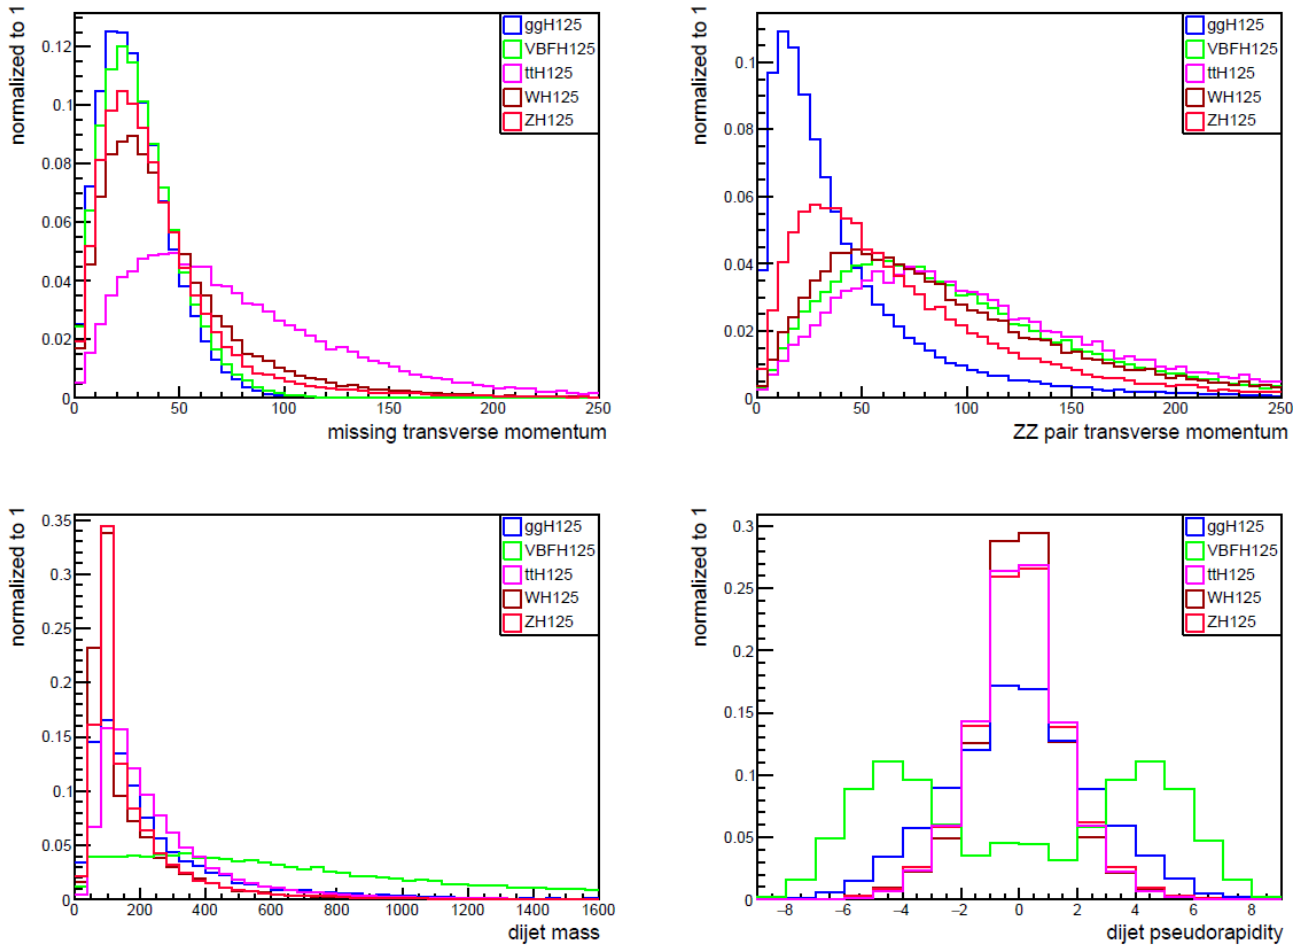 normalized to 1
0.12
0.1
0.08
0.06
0.04
0.02
0
0 50 100 150 200 250
missing transverse momentum
ggH125
VBFH125
ttH125
WH125
ZH125
normalized to 1
0.1
0.08
0.06
0.04
0.02
0
0 50 100 150 200 250
ZZ pair transverse momentum
ggH125
VBFH125
ttH125
WH125
ZH125
normalized to 1
0.35
0.3
0.25
0.2
0.15
0.1
0.05
0
0 200 400 600 800 1000 1200 1400 1600
dijet mass
ggH125
VBFH125
ttH125
WH125
ZH125
normalized to 1
0.3
0.25
0.2
0.15
0.1
0.05
0
−8 −6 −4 −2 0 2 4 6 8
dijet pseudorapidity
ggH125
VBFH125
ttH125
WH125
ZH125